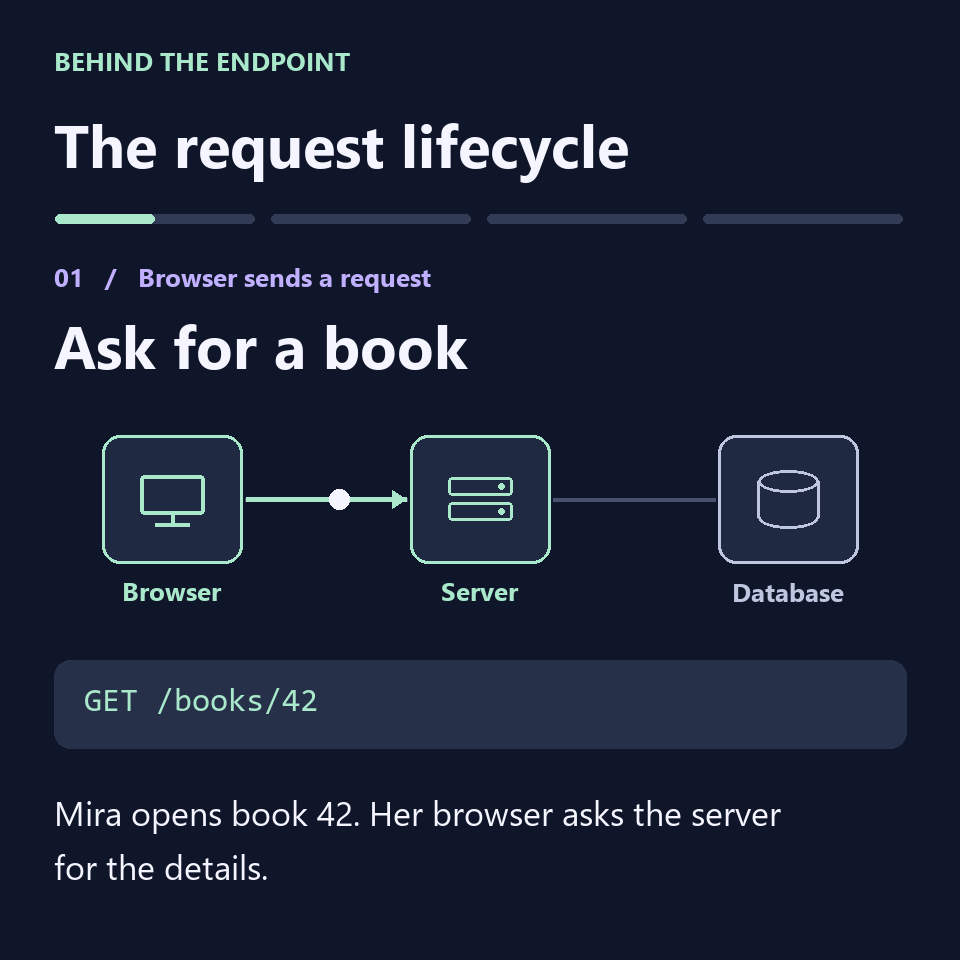 BEHIND THE ENDPOINT
The request lifecycle
01 / Browser sends a request
Ask for a book
Browser
Server
Database
GET /books/42
Mira opens book 42. Her browser asks the server
for the details.